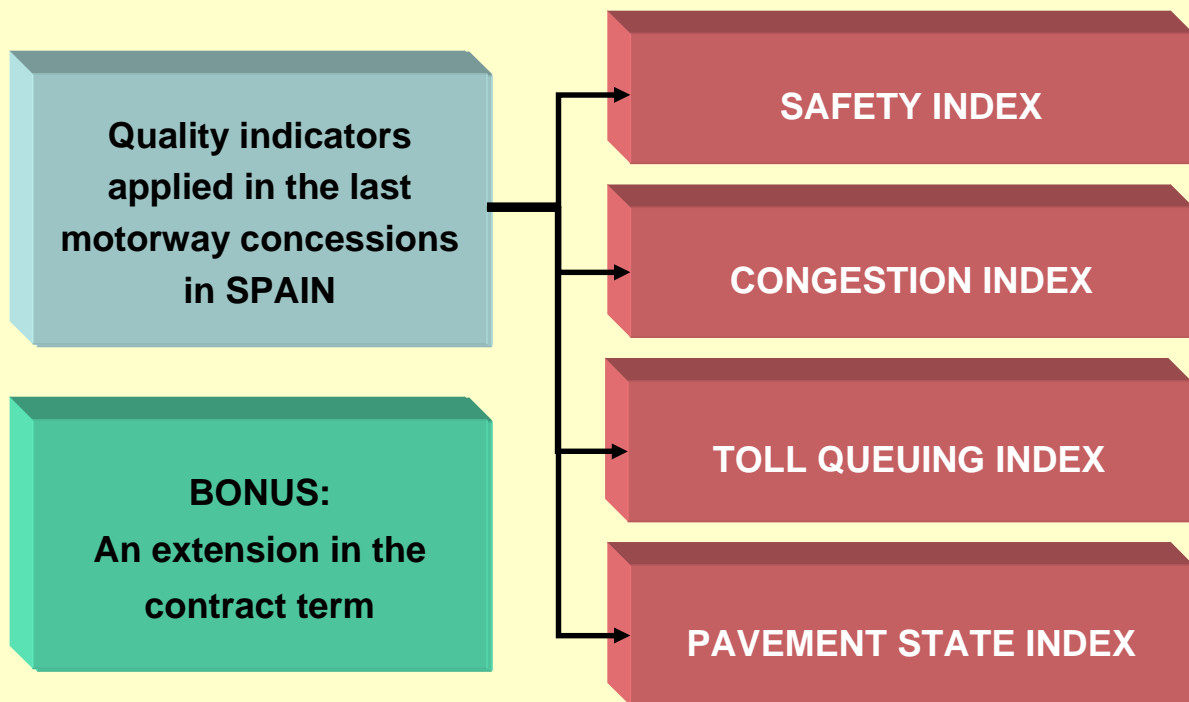 Quality indicators
applied in the last
motorway concessions
in SPAIN
BONUS:
An extension in the
contract term
SAFETY INDEX
CONGESTION INDEX
TOLL QUEUING INDEX
PAVEMENT STATE INDEX